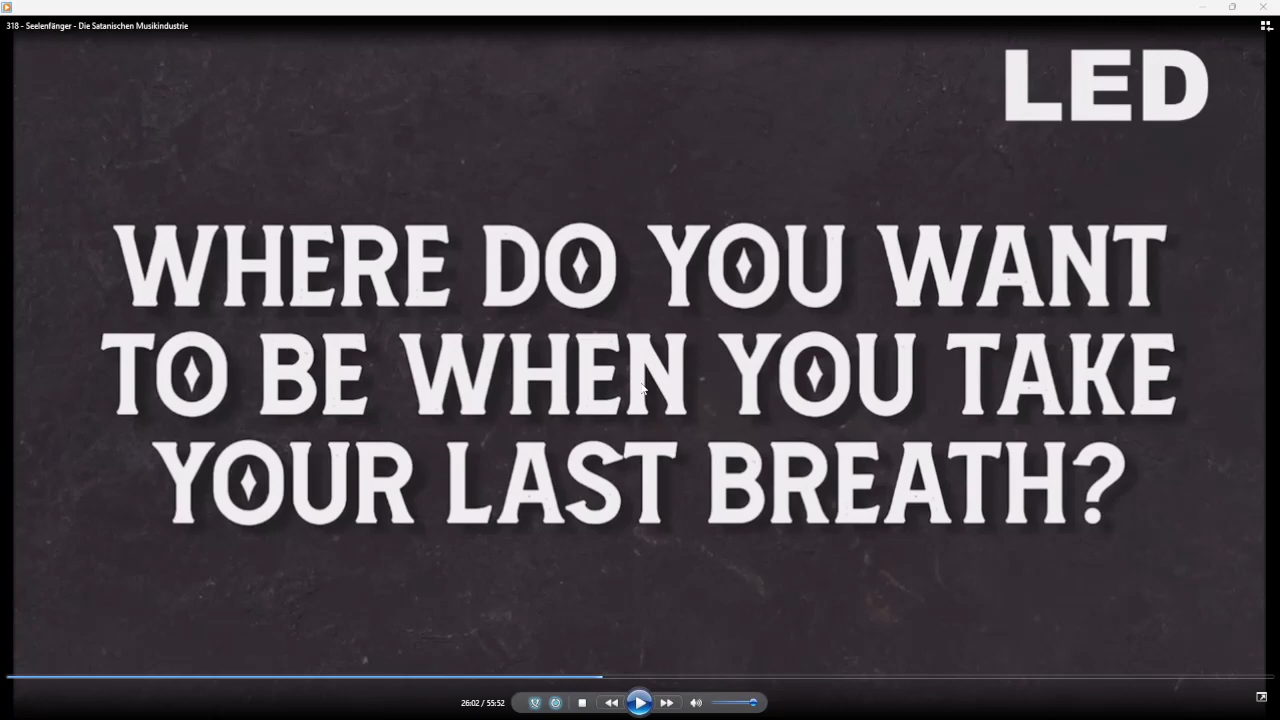 318 - Seelenfänger - Die Satanischen Musikindustrie
LED
WHERE DO YOU WANT
TO BE WHEN YOU TAKE
YOUR LAST BREATH?
26:02 / 55:52